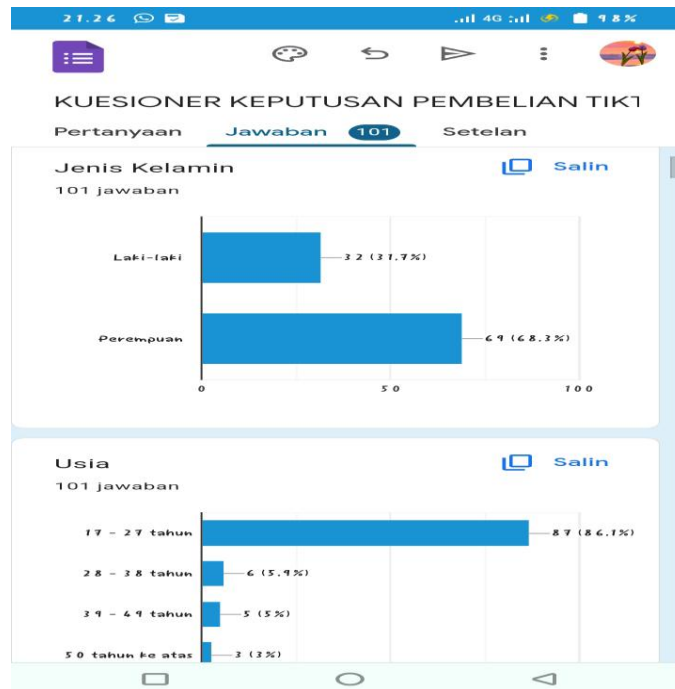 21.26 4G 98%
KUESIONER KEPUTUSAN PEMBELIAN TIKT
Pertanyaan Jawaban 101 Setelan
Jenis Kelamin Salin
101 jawaban
Laki-laki 32 (31.7%)
Perempuan 69 (68.3%)
0 50 100
Usia Salin
101 jawaban
17 - 27 tahun 87 (86.1%)
28 - 38 tahun 6 (5.9%)
39 - 49 tahun 5 (5%)
50 tahun ke atas 3 (3%)